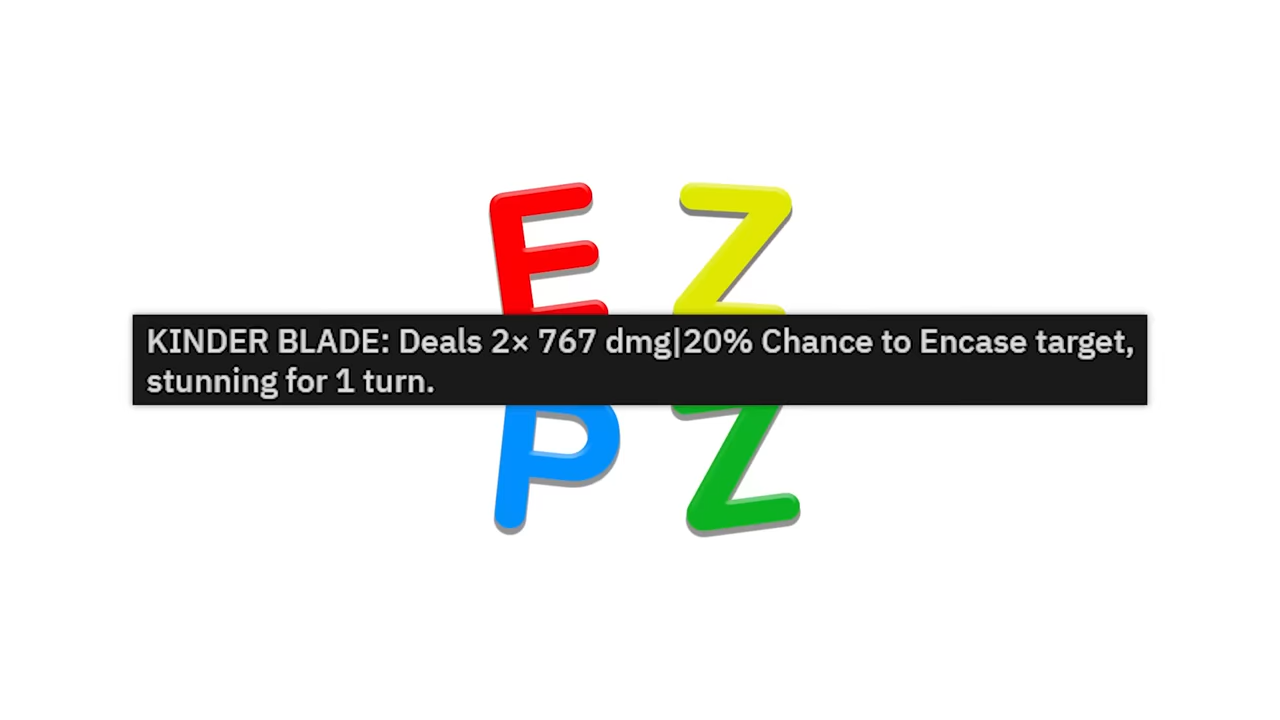 E Z
KINDER BLADE: Deals 2× 767 dmg|20% Chance to Encase target,
stunning for 1 turn.
P Z